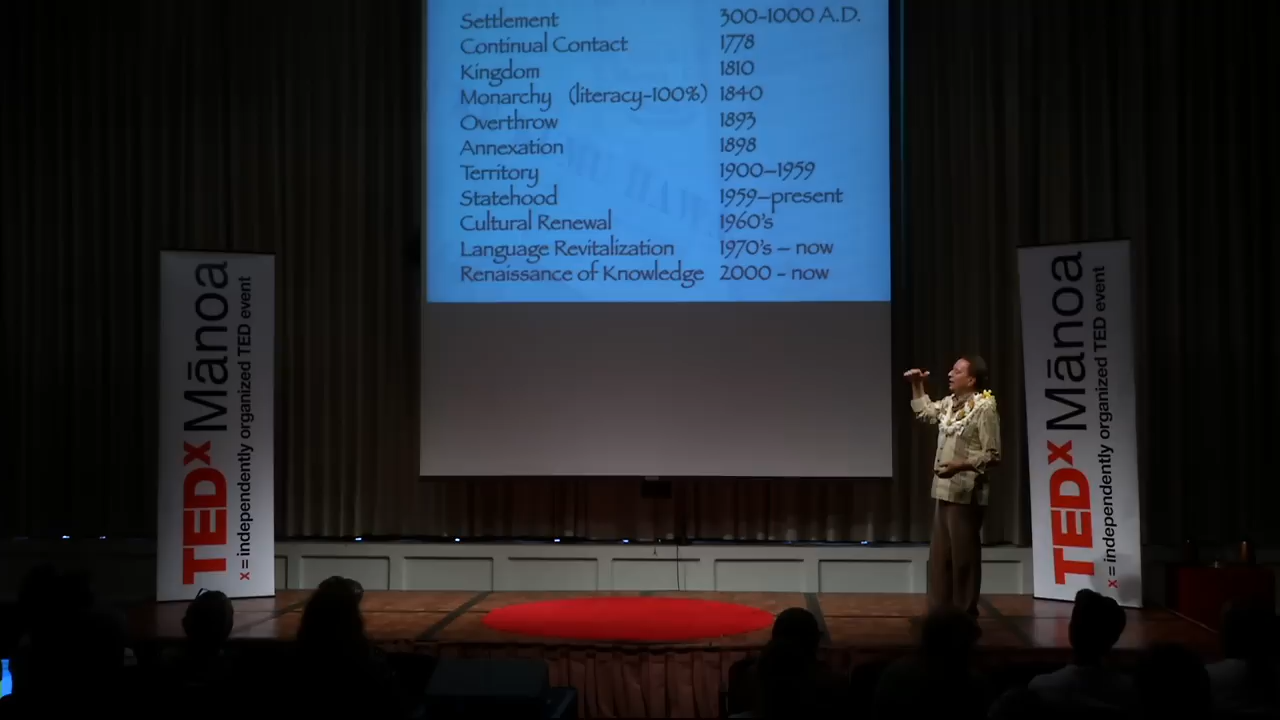 Settlement 300-1000 A.D.
Continual Contact 1778
Kingdom 1810
Monarchy (literacy-100%) 1840
Overthrow 1893
Annexation 1898
Territory 1900–1959
Statehood 1959–present
Cultural Renewal 1960's
Language Revitalization 1970's – now
Renaissance of Knowledge 2000 - now
TEDx Mānoa
x = independently organized TED event
TEDx Mānoa
x = independently organized TED event